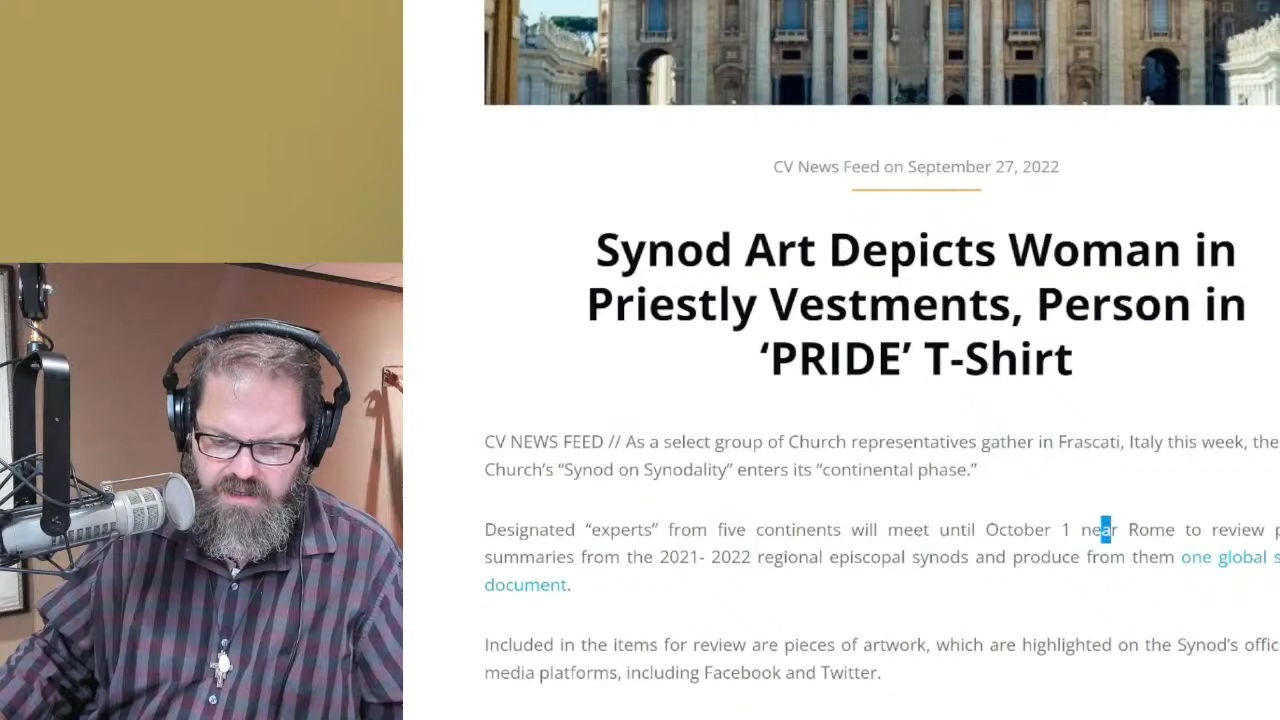 CV News Feed on September 27, 2022
Synod Art Depicts Woman in
Priestly Vestments, Person in
‘PRIDE’ T-Shirt
CV NEWS FEED // As a select group of Church representatives gather in Frascati, Italy this week, the
Church’s “Synod on Synodality” enters its “continental phase.”
Designated “experts” from five continents will meet until October 1 near Rome to review
summaries from the 2021- 2022 regional episcopal synods and produce from them one global
document.
Included in the items for review are pieces of artwork, which are highlighted on the Synod’s
media platforms, including Facebook and Twitter.